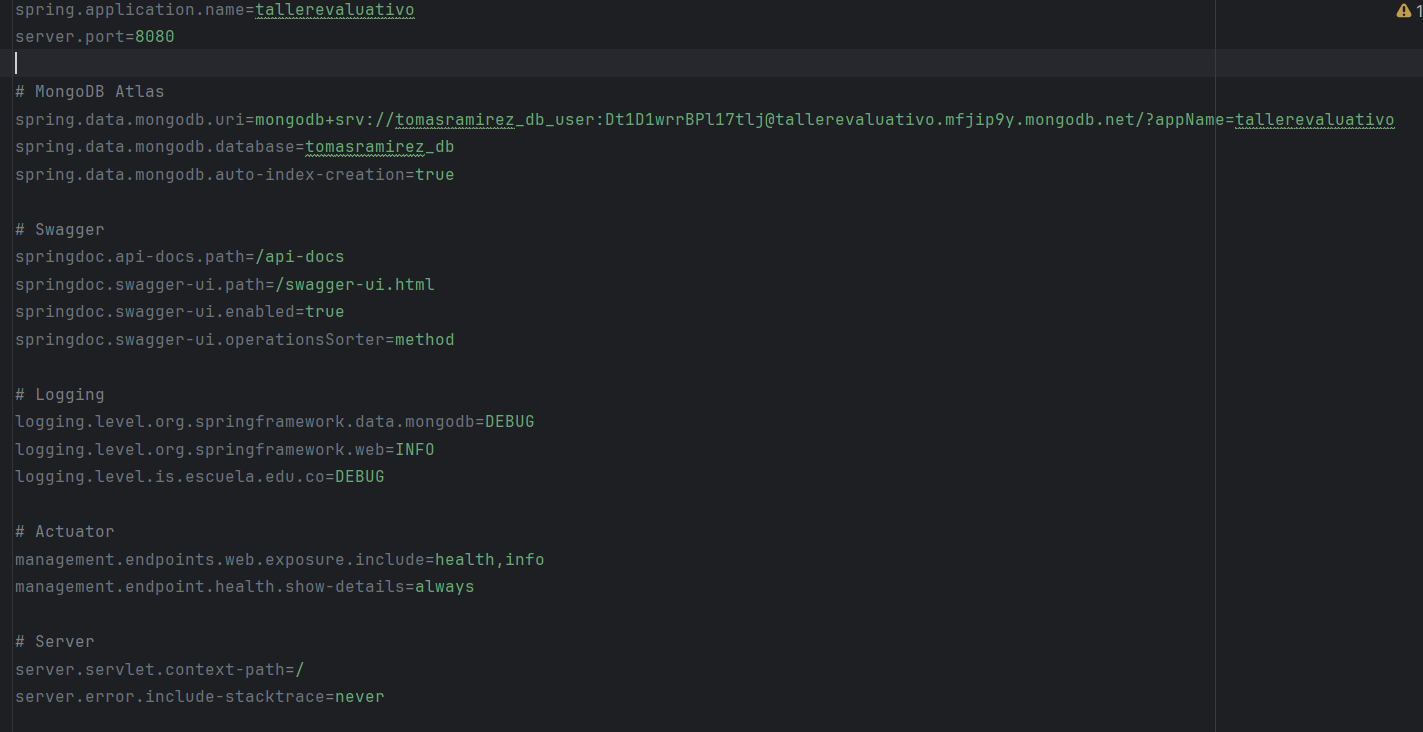 spring.application.name=tallerevaluativo
1
server.port=8080
# MongoDB Atlas
spring.data.mongodb.uri=mongodb+srv://tomasramirez_db_user:Dt1D1wrrBPl17tlj@tallerevaluativo.mfjip9y.mongodb.net/?appName=tallerevaluativo
spring.data.mongodb.database=tomasramirez_db
spring.data.mongodb.auto-index-creation=true
# Swagger
springdoc.api-docs.path=/api-docs
springdoc.swagger-ui.path=/swagger-ui.html
springdoc.swagger-ui.enabled=true
springdoc.swagger-ui.operationsSorter=method
# Logging
logging.level.org.springframework.data.mongodb=DEBUG
logging.level.org.springframework.web=INFO
logging.level.is.escuela.edu.co=DEBUG
# Actuator
management.endpoints.web.exposure.include=health,info
management.endpoint.health.show-details=always
# Server
server.servlet.context-path=/
server.error.include-stacktrace=never